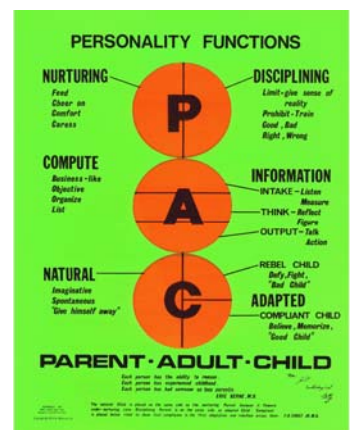 PERSONALITY FUNCTIONS
NURTURING
Feed
Cheer on
Comfort
Caress
DISCIPLINING
Limit-give sense of
reality
Prohibit-Train
Good, Bad
Right, Wrong
P
COMPUTE
Business-like
Objective
Organize
List
INFORMATION
INTAKE-Listen
Measure
THINK-Reflect
Figure
OUTPUT-Talk
Action
A
NATURAL
Imaginative
Spontaneous
"Give himself away"
REBEL CHILD
Defy, Fight,
"Bad Child"
ADAPTED
COMPLIANT CHILD
Believe, Memorize,
"Good Child"
C
PARENT·ADULT·CHILD
Each person has the ability to reason.
Each person has experienced childhood.
Each person has had someone as his parents.
ERIC BERNE, M.D.